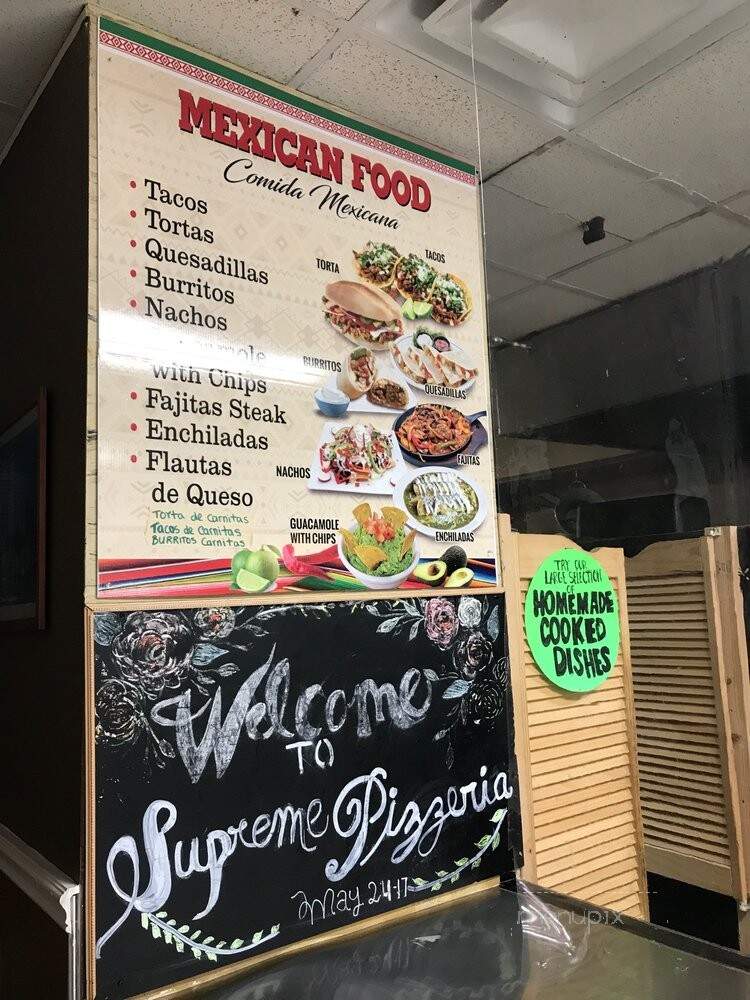 MEXICAN FOOD
Comida Mexicana
• Tacos
• Tortas
• Quesadillas
• Burritos
• Nachos
with Chips
• Fajitas Steak
• Enchiladas
• Flautas
de Queso
Torta de Carnitas
Tacos de Carnitas
BURRITOS Carnitas
TORTA
TACOS
BURRITOS
QUESADILLAS
FAJITAS
NACHOS
GUACAMOLE
WITH CHIPS
ENCHILADAS
TRY OUR
LARGE SELECTION
OF
HOMEMADE
COOKED
DISHES
Welcome
TO
Supreme Pizzeria
May 24-17
menupix